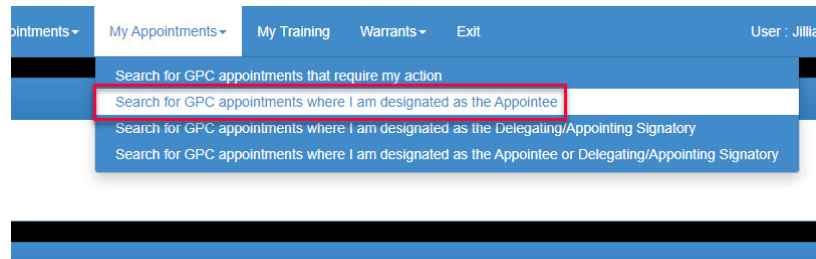 ointments My Appointments My Training Warrants Exit User : Jillia
Search for GPC appointments that require my action
Search for GPC appointments where I am designated as the Appointee
Search for GPC appointments where I am designated as the Delegating/Appointing Signatory
Search for GPC appointments where I am designated as the Appointee or Delegating/Appointing Signatory